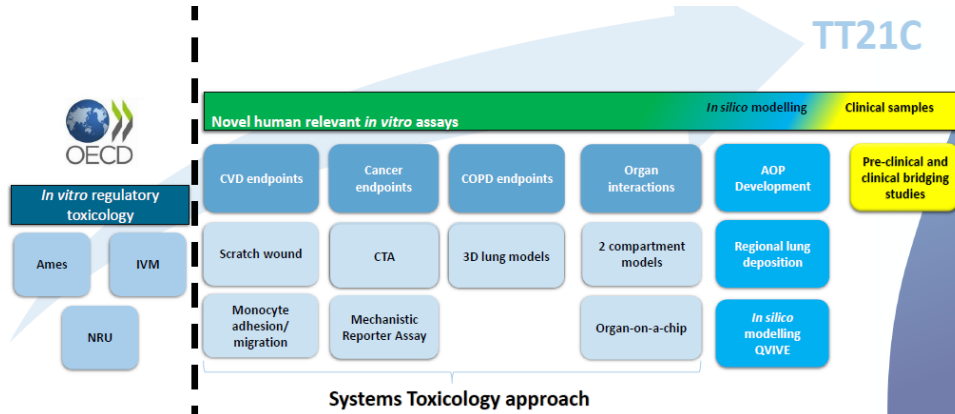 TT21C
OECD
In vitro regulatory
toxicology
Ames
IVM
NRU
Novel human relevant in vitro assays
In silico modelling
Clinical samples
CVD endpoints
Cancer
endpoints
COPD endpoints
Organ
interactions
AOP
Development
Pre-clinical and
clinical bridging
studies
Scratch wound
CTA
3D lung models
2 compartment
models
Regional lung
deposition
Monocyte
adhesion/
migration
Mechanistic
Reporter Assay
Organ-on-a-chip
In silico
modelling
QVIVE
Systems Toxicology approach